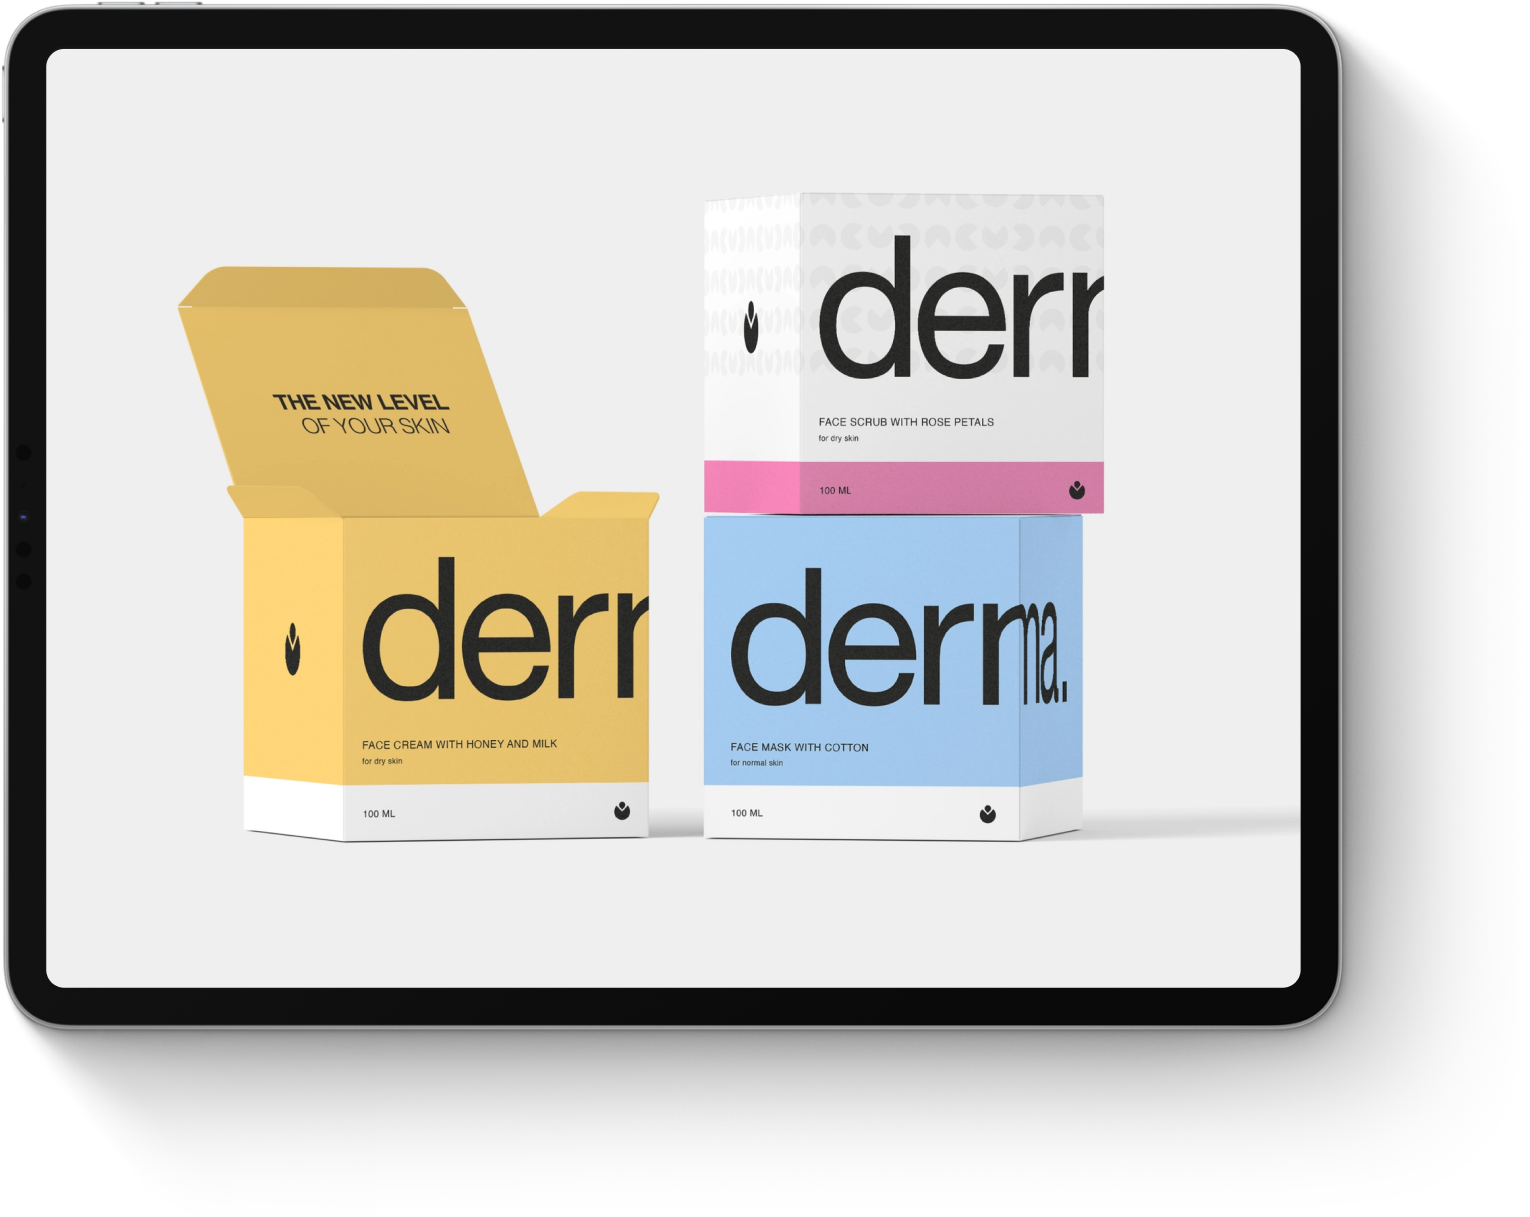 THE NEW LEVEL
OF YOUR SKIN
derr
FACE CREAM WITH HONEY AND MILK
for dry skin
100 ML
derr
FACE SCRUB WITH ROSE PETALS
for dry skin
100 ML
derma.
FACE MASK WITH COTTON
for normal skin
100 ML